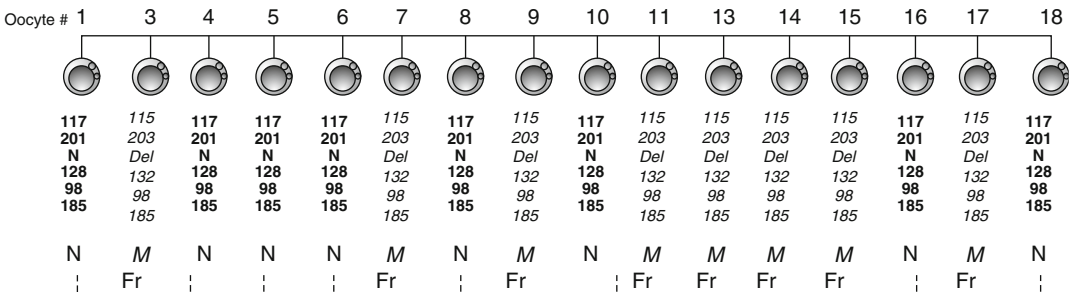 Oocyte # 1 3 4 5 6 7 8 9 10 11 13 14 15 16 17 18
117 115 117 117 117 115 117 115 117 115 115 115 115 117 115 117
201 203 201 201 201 203 201 203 201 203 203 203 203 201 203 201
N Del N N N Del N Del N Del Del Del Del N Del N
128 132 128 128 128 132 128 132 128 132 132 132 132 128 132 128
98 98 98 98 98 98 98 98 98 98 98 98 98 98 98 98
185 185 185 185 185 185 185 185 185 185 185 185 185 185 185 185
N M N N N M N M N M M M M N M N
Fr Fr Fr Fr Fr Fr Fr Fr